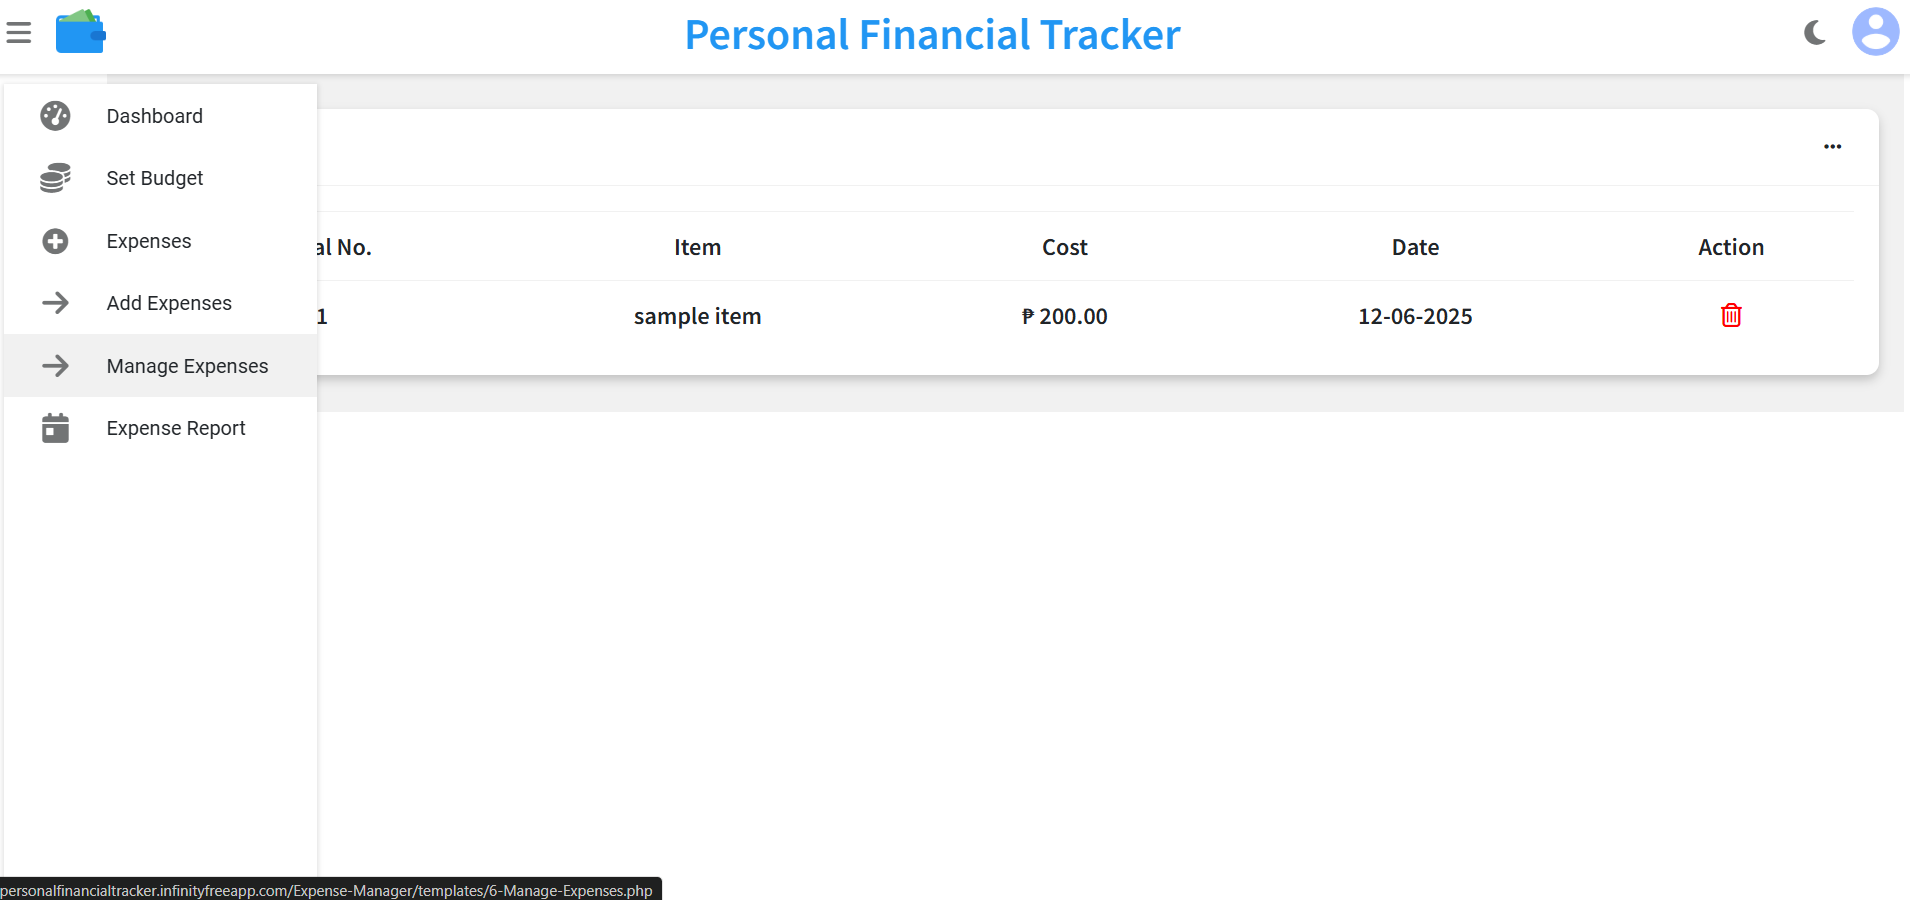 Personal Financial Tracker
Dashboard
Set Budget
Expenses
Add Expenses
Manage Expenses
Expense Report
al No. Item Cost Date Action
1 sample item ₱ 200.00 12-06-2025
personalfinancialtracker.infinityfreeapp.com/Expense-Manager/templates/6-Manage-Expenses.php